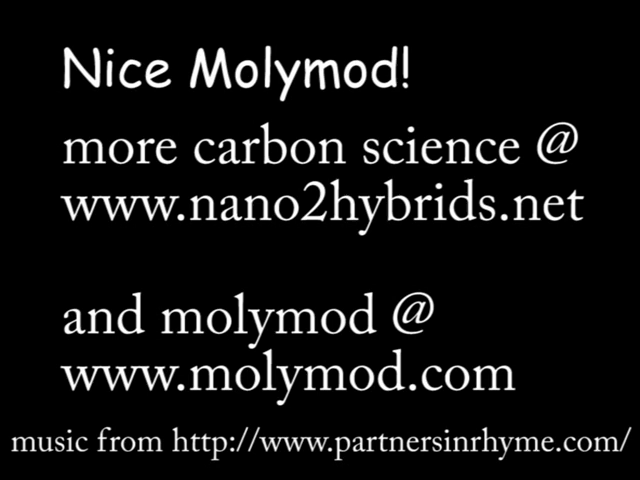 Nice Molymod!
more carbon science @
www.nano2hybrids.net
and molymod @
www.molymod.com
music from http://www.partnersinrhyme.com/